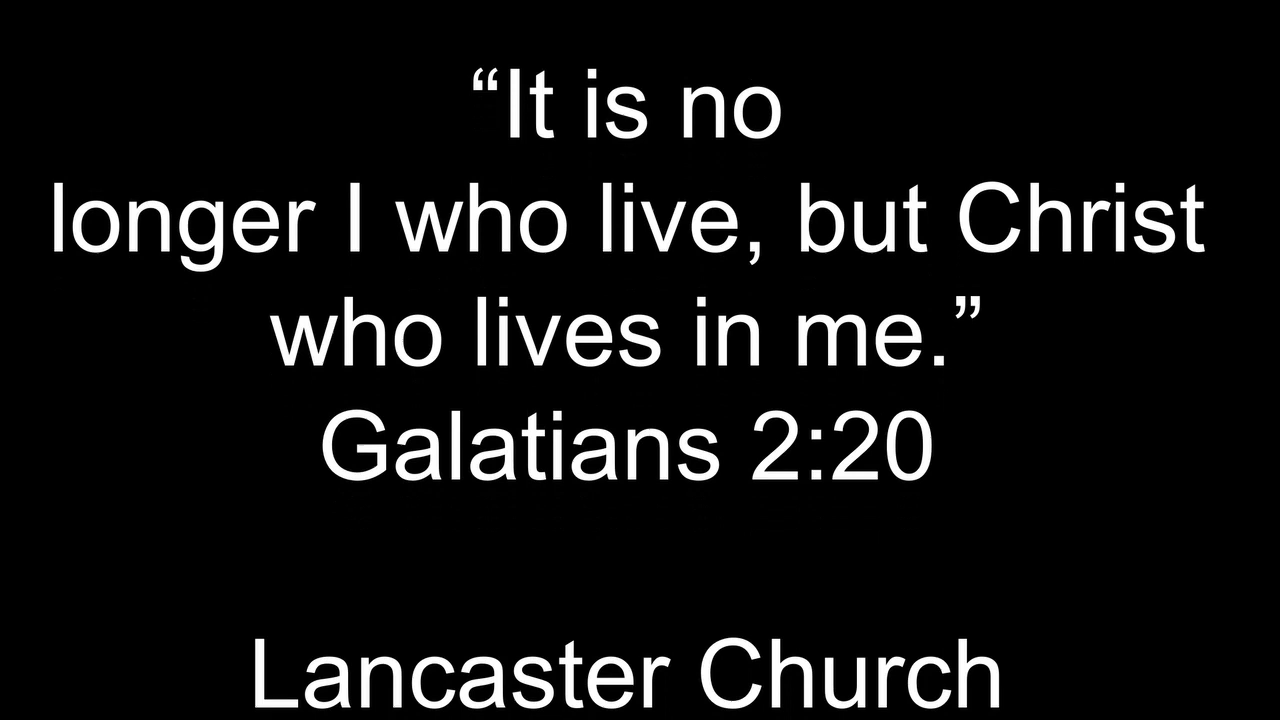 “It is no
longer I who live, but Christ
who lives in me.”
Galatians 2:20
Lancaster Church